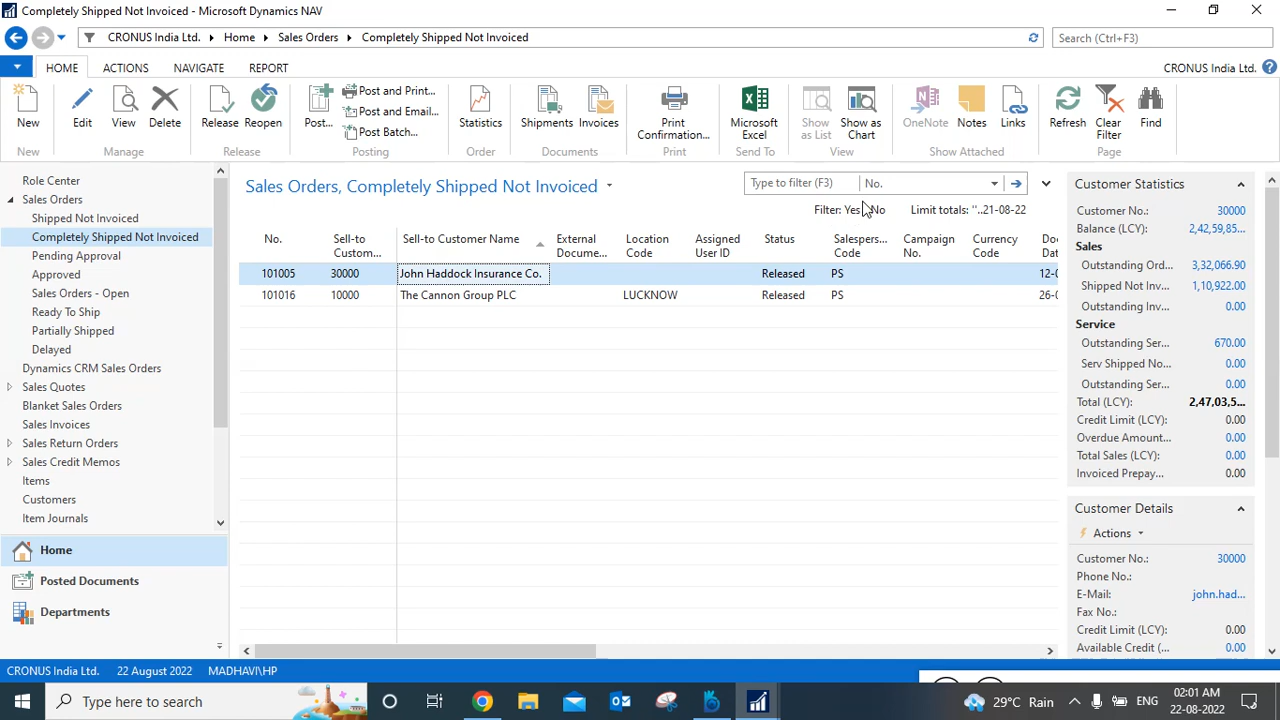 Completely Shipped Not Invoiced - Microsoft Dynamics NAV
CRONUS India Ltd. Home Sales Orders Completely Shipped Not Invoiced Search (Ctrl+F3)
HOME ACTIONS NAVIGATE REPORT CRONUS India Ltd.
New Edit View Delete Release Reopen Post... Post and Print... Post and Email... Post Batch... Statistics Shipments Invoices Print Confirmation... Microsoft Excel Show as List Show as Chart OneNote Notes Links Refresh Clear Filter Find
New Manage Release Posting Order Documents Print Send To View Show Attached Page
Role Center
Sales Orders
Shipped Not Invoiced
Completely Shipped Not Invoiced
Pending Approval
Approved
Sales Orders - Open
Ready To Ship
Partially Shipped
Delayed
Dynamics CRM Sales Orders
Sales Quotes
Blanket Sales Orders
Sales Invoices
Sales Return Orders
Sales Credit Memos
Items
Customers
Item Journals
Home
Posted Documents
Departments
Sales Orders, Completely Shipped Not Invoiced
Type to filter (F3) No.
Filter: Yes No Limit totals: ''..21-08-22
No. Sell-to Custom... Sell-to Customer Name External Docume... Location Code Assigned User ID Status Salespers... Code Campaign No. Currency Code
101005 30000 John Haddock Insurance Co. Released PS
101016 10000 The Cannon Group PLC LUCKNOW Released PS
Customer Statistics
Customer No.: 30000
Balance (LCY): 2,42,59,85...
Sales
Outstanding Ord... 3,32,066.90
Shipped Not Inv... 1,10,922.00
Outstanding Inv... 0.00
Service
Outstanding Ser... 670.00
Serv Shipped No... 0.00
Outstanding Ser... 0.00
Total (LCY): 2,47,03,5...
Credit Limit (LCY): 0.00
Overdue Amount... 0.00
Total Sales (LCY): 0.00
Invoiced Prepay... 0.00
Customer Details
Actions
Customer No.: 30000
Phone No.:
E-Mail: john.had...
Fax No.:
Credit Limit (LCY): 0.00
Available Credit... 0.00
CRONUS India Ltd. 22 August 2022 MADHAVI\HP
Type here to search 29°C Rain ENG 02:01 AM
22-08-2022